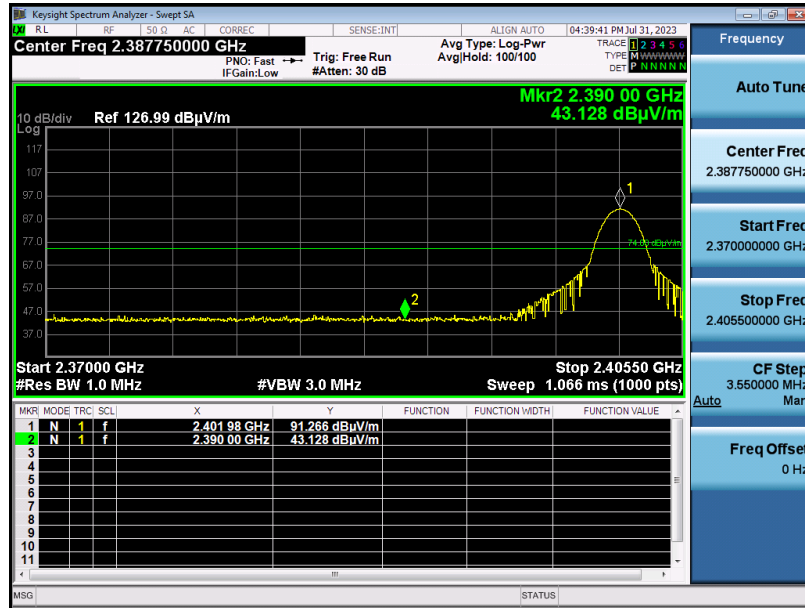 Keysight Spectrum Analyzer - Swept SA
LXI RL RF 50 Ω AC CORREC SENSE:INT ALIGN AUTO 04:39:41 PM Jul 31, 2023
Center Freq 2.387750000 GHz
PNO: Fast
IFGain:Low
Trig: Free Run
#Atten: 30 dB
Avg Type: Log-Pwr
Avg|Hold: 100/100
TRACE 1 2 3 4 5 6
TYPE M W W W W W
DET P N N N N N
Mkr2 2.390 00 GHz
43.128 dBµV/m
10 dB/div Ref 126.99 dBµV/m
Log
117
107
97.0
87.0
77.0
67.0
57.0
47.0
37.0
1
74.00 dBµV/m
2
Start 2.37000 GHz Stop 2.40550 GHz
#Res BW 1.0 MHz #VBW 3.0 MHz Sweep 1.066 ms (1000 pts)
MKR MODE TRC SCL X Y FUNCTION FUNCTION WIDTH FUNCTION VALUE
1 N 1 f 2.401 98 GHz 91.266 dBµV/m
2 N 1 f 2.390 00 GHz 43.128 dBµV/m
3
4
5
6
7
8
9
10
11
MSG STATUS
Frequency
Auto Tune
Center Freq
2.387750000 GHz
Start Freq
2.370000000 GHz
Stop Freq
2.405500000 GHz
CF Step
3.550000 MHz
Auto Man
Freq Offset
0 Hz